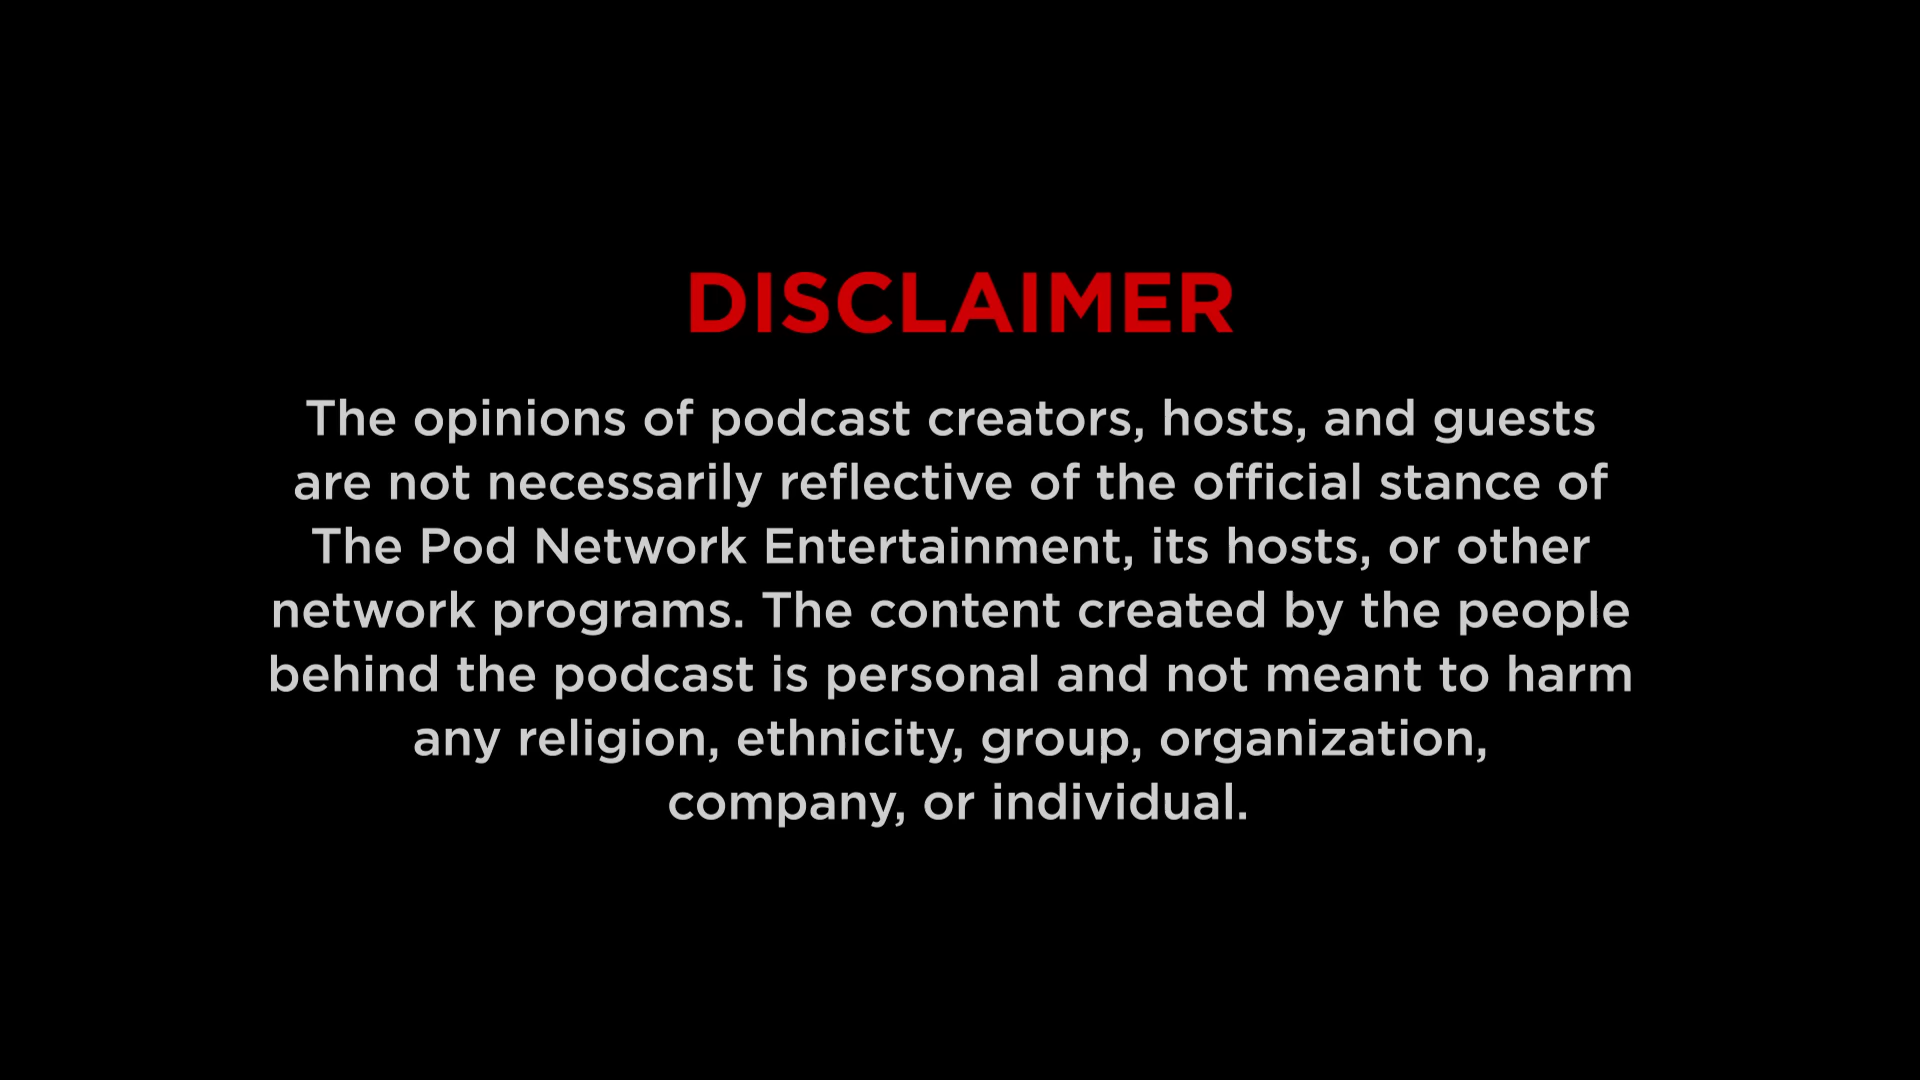 DISCLAIMER
The opinions of podcast creators, hosts, and guests
are not necessarily reflective of the official stance of
The Pod Network Entertainment, its hosts, or other
network programs. The content created by the people
behind the podcast is personal and not meant to harm
any religion, ethnicity, group, organization,
company, or individual.